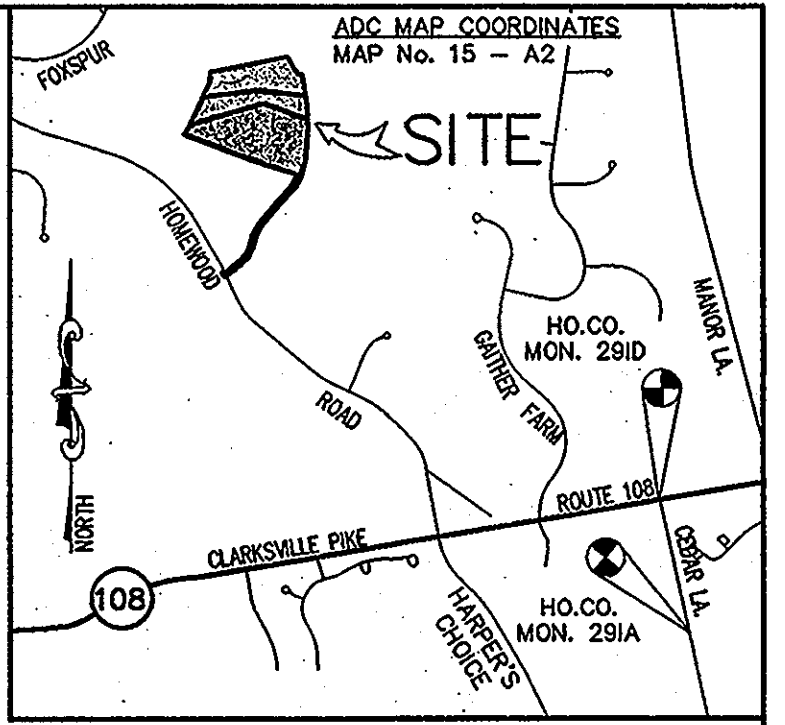 ADC MAP COORDINATES
MAP No. 15 – A2
FOXSPUR
SITE
HOMEWOOD
MANOR LA.
HO.CO.
MON. 29ID
GAITHER FARM
ROAD
NORTH
ROUTE 108
CLARKSVILLE PIKE
108
CEDAR LA.
HO.CO.
MON. 29IA
HARPER'S
CHOICE